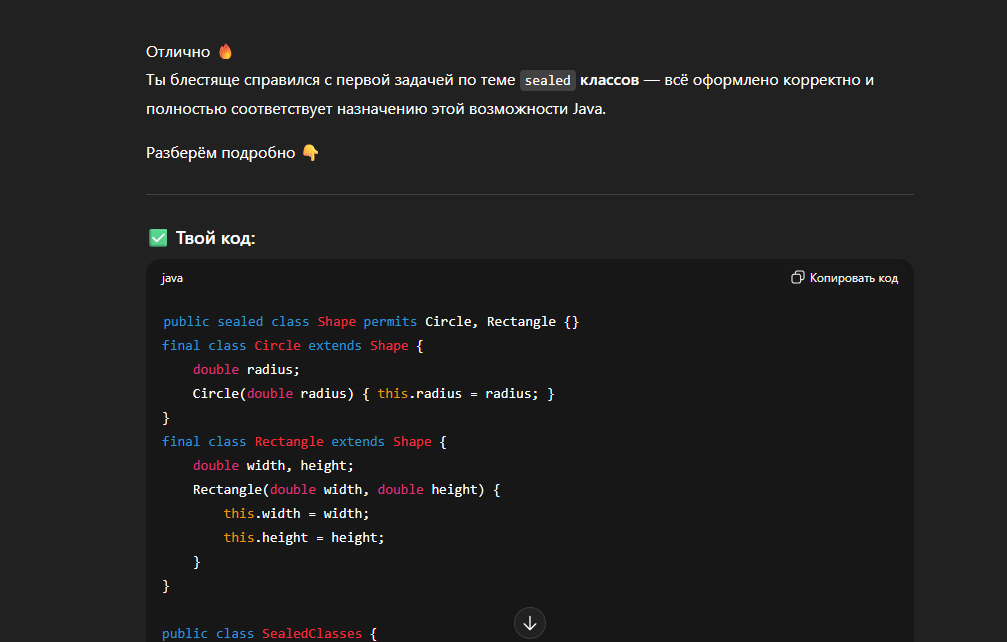 Отлично 🔥
Ты блестяще справился с первой задачей по теме sealed классов — всё оформлено корректно и
полностью соответствует назначению этой возможности Java.
Разберём подробно 👇
✅ Твой код:
java
Копировать код
public sealed class Shape permits Circle, Rectangle {}
final class Circle extends Shape {
    double radius;
    Circle(double radius) { this.radius = radius; }
}
final class Rectangle extends Shape {
    double width, height;
    Rectangle(double width, double height) {
        this.width = width;
        this.height = height;
    }
}
public class SealedClasses {